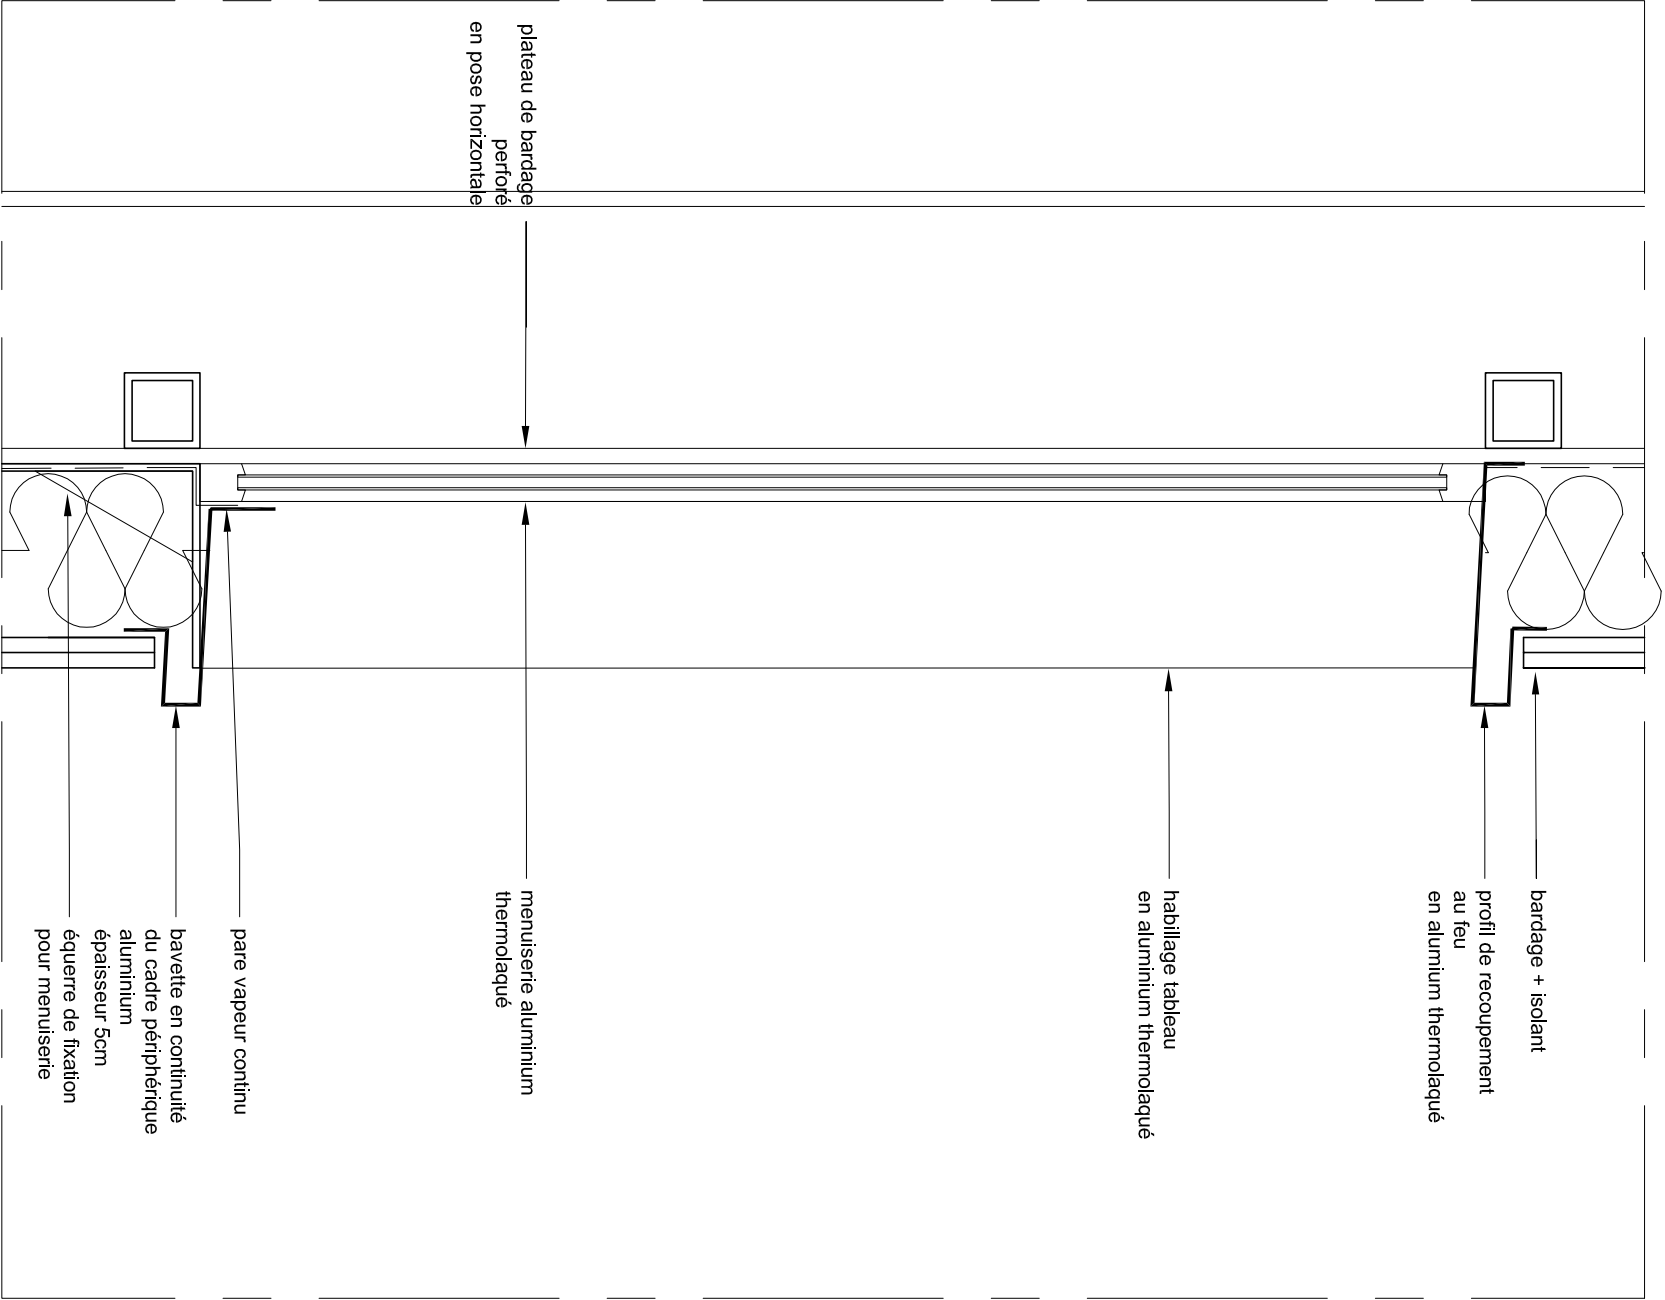 plateau de bardage
perforé
en pose horizontale
bardage + isolant
profil de recoupement
au feu
en alumium thermolaqué
habillage tableau
en aluminium thermolaqué
menuiserie aluminium
thermolaqué
pare vapeur continu
bavette en continuité
du cadre périphérique
aluminium
épaisseur 5cm
équerre de fixation
pour menuiserie